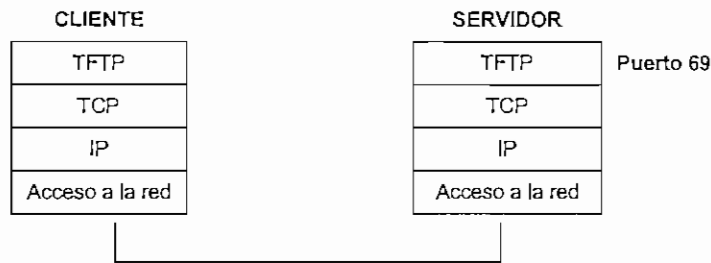 CLIENTE
SERVIDOR
TFTP
TFTP
Puerto 69
TCP
TCP
IP
IP
Acceso a la red
Acceso a la red